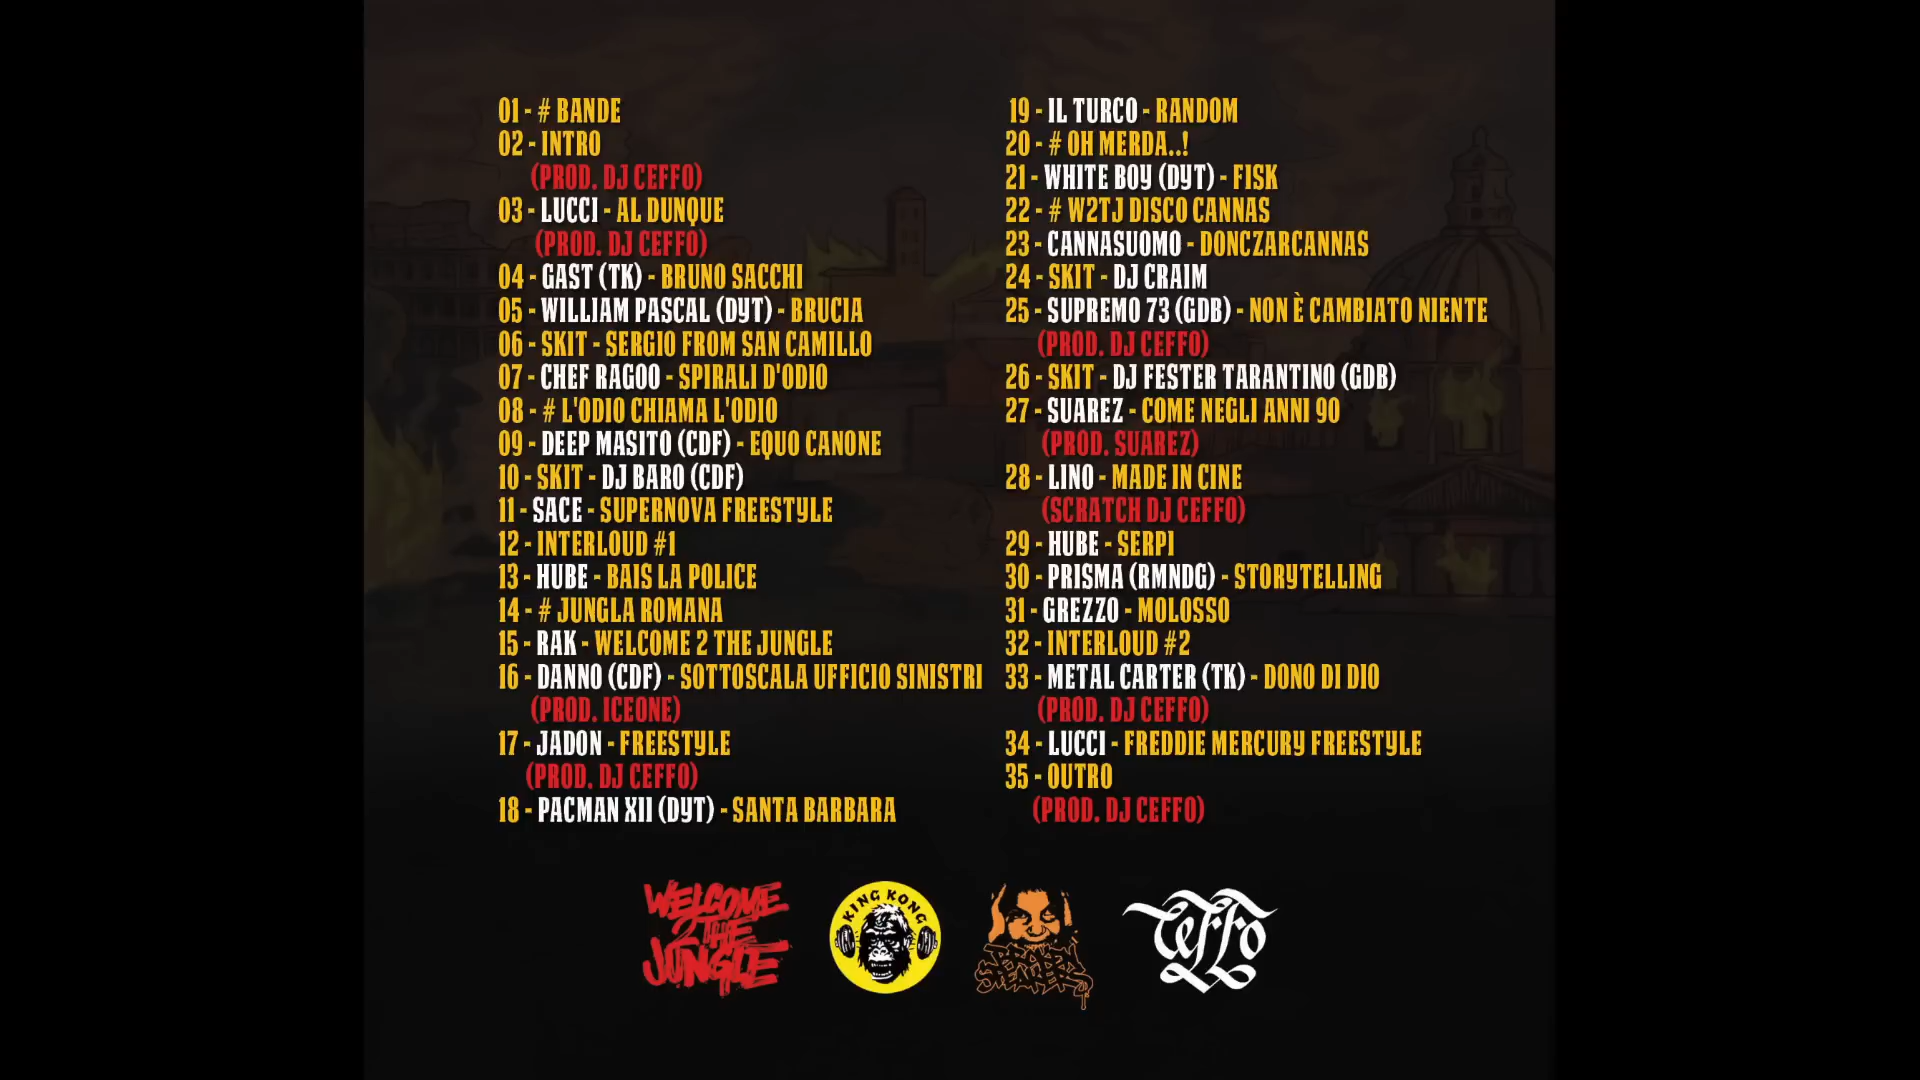 01 - # BANDE
02 - INTRO
(PROD. DJ CEFFO)
03 - LUCCI - AL DUNQUE
(PROD. DJ CEFFO)
04 - GAST (TK) - BRUNO SACCHI
05 - WILLIAM PASCAL (DYT) - BRUCIA
06 - SKIT - SERGIO FROM SAN CAMILLO
07 - CHEF RAGOO - SPIRALI D'ODIO
08 - # L'ODIO CHIAMA L'ODIO
09 - DEEP MASITO (CDF) - EQUO CANONE
10 - SKIT - DJ BARO (CDF)
11 - SACE - SUPERNOVA FREESTYLE
12 - INTERLOUD #1
13 - HUBE - BAIS LA POLICE
14 - # JUNGLA ROMANA
15 - RAK - WELCOME 2 THE JUNGLE
16 - DANNO (CDF) - SOTTOSCALA UFFICIO SINISTRI
(PROD. ICEONE)
17 - JADON - FREESTYLE
(PROD. DJ CEFFO)
18 - PACMAN XII (DYT) - SANTA BARBARA
19 - IL TURCO - RANDOM
20 - # OH MERDA..!
21 - WHITE BOY (DYT) - FISK
22 - # W2TJ DISCO CANNAS
23 - CANNASUOMO - DONCZARCANNAS
24 - SKIT - DJ CRAIM
25 - SUPREMO 73 (GDB) - NON È CAMBIATO NIENTE
(PROD. DJ CEFFO)
26 - SKIT - DJ FESTER TARANTINO (GDB)
27 - SUAREZ - COME NEGLI ANNI 90
(PROD. SUAREZ)
28 - LINO - MADE IN CINE
(SCRATCH DJ CEFFO)
29 - HUBE - SERPI
30 - PRISMA (RMNDG) - STORYTELLING
31 - GREZZO - MOLOSSO
32 - INTERLOUD #2
33 - METAL CARTER (TK) - DONO DI DIO
(PROD. DJ CEFFO)
34 - LUCCI - FREDDIE MERCURY FREESTYLE
35 - OUTRO
(PROD. DJ CEFFO)
WELCOME
2 THE
JUNGLE
KING KONG
BROKEN
SPEAKERS
CEFFO